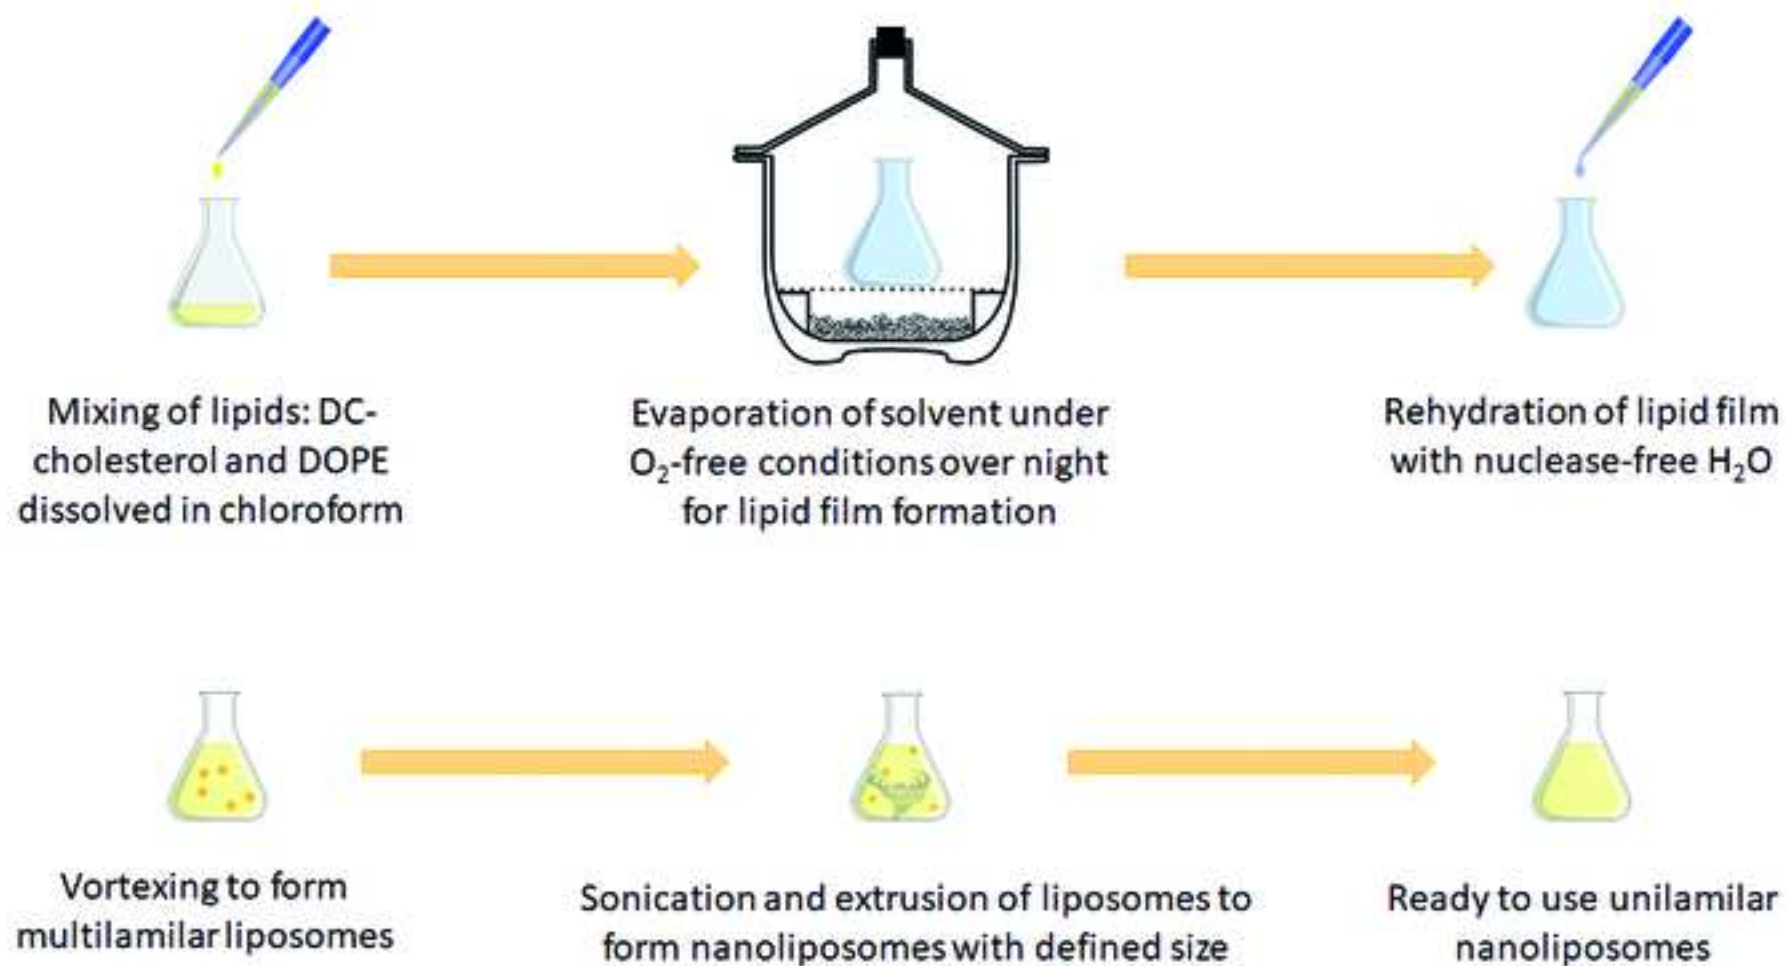 Mixing of lipids: DC-
cholesterol and DOPE
dissolved in chloroform
Evaporation of solvent under
O₂-free conditions over night
for lipid film formation
Rehydration of lipid film
with nuclease-free H₂O
Vortexing to form
multilamilar liposomes
Sonication and extrusion of liposomes to
form nanoliposomes with defined size
Ready to use unilamilar
nanoliposomes